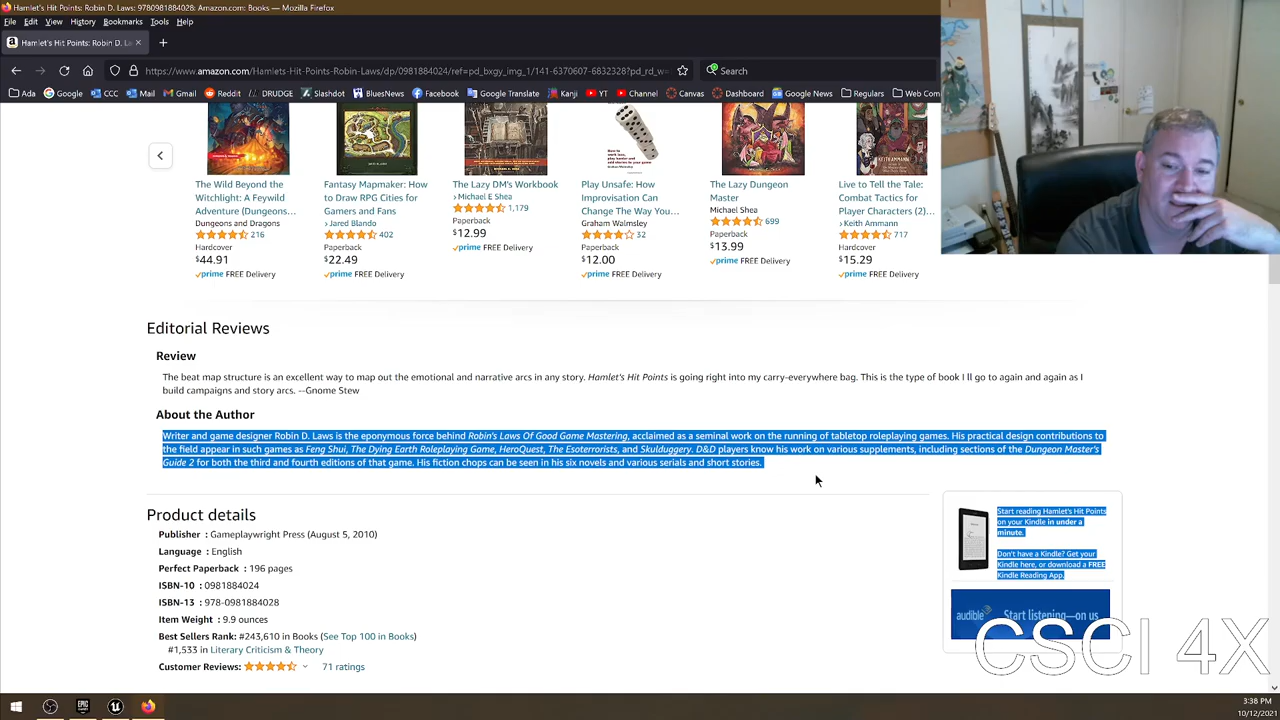 Hamlet's Hit Points: Robin D. Laws: 9780981884028: Amazon.com: Books — Mozilla Firefox
File Edit View History Bookmarks Tools Help
Hamlet's Hit Points: Robin D. La
https://www.amazon.com/Hamlets-Hit-Points-Robin-Laws/dp/0981884024/ref=pd_bxgy_img_1/141-6370607-6832328?pd_rd_w=
Search
Ada Google CCC Mail Gmail Reddit DRUDGE Slashdot BluesNews Facebook Google Translate Kanji YT Channel Canvas Dashboard Google News Regulars Web Com
The Wild Beyond the
Witchlight: A Feywild
Adventure (Dungeons...
Dungeons and Dragons
216
Hardcover
$44.91
prime FREE Delivery
Fantasy Mapmaker: How
to Draw RPG Cities for
Gamers and Fans
› Jared Blando
402
Paperback
$22.49
prime FREE Delivery
The Lazy DM's Workbook
› Michael E Shea
1,179
Paperback
$12.99
prime FREE Delivery
Play Unsafe: How
Improvisation Can
Change The Way You...
Graham Walmsley
32
Paperback
$12.00
prime FREE Delivery
The Lazy Dungeon
Master
Michael Shea
699
Paperback
$13.99
prime FREE Delivery
KEITH AMMANN
Live to Tell the Tale:
Combat Tactics for
Player Characters (2)...
› Keith Ammann
717
Hardcover
$15.29
prime FREE Delivery
Editorial Reviews
Review
The beat map structure is an excellent way to map out the emotional and narrative arcs in any story. Hamlet's Hit Points is going right into my carry-everywhere bag. This is the type of book I ll go to again and again as I
build campaigns and story arcs. --Gnome Stew
About the Author
Writer and game designer Robin D. Laws is the eponymous force behind Robin's Laws Of Good Game Mastering, acclaimed as a seminal work on the running of tabletop roleplaying games. His practical design contributions to
the field appear in such games as Feng Shui, The Dying Earth Roleplaying Game, HeroQuest, The Esoterrorists, and Skulduggery. D&D players know his work on various supplements, including sections of the Dungeon Master's
Guide 2 for both the third and fourth editions of that game. His fiction chops can be seen in his six novels and various serials and short stories.
Product details
Publisher : Gameplaywright Press (August 5, 2010)
Language : English
Perfect Paperback : 196 pages
ISBN-10 : 0981884024
ISBN-13 : 978-0981884028
Item Weight : 9.9 ounces
Best Sellers Rank: #243,610 in Books (See Top 100 in Books)
#1,533 in Literary Criticism & Theory
Customer Reviews: 71 ratings
Start reading Hamlet's Hit Points
on your Kindle in under a
minute.
Don't have a Kindle? Get your
Kindle here, or download a FREE
Kindle Reading App.
audible Start listening—on us
CSCI 4X
3:38 PM
10/12/2021